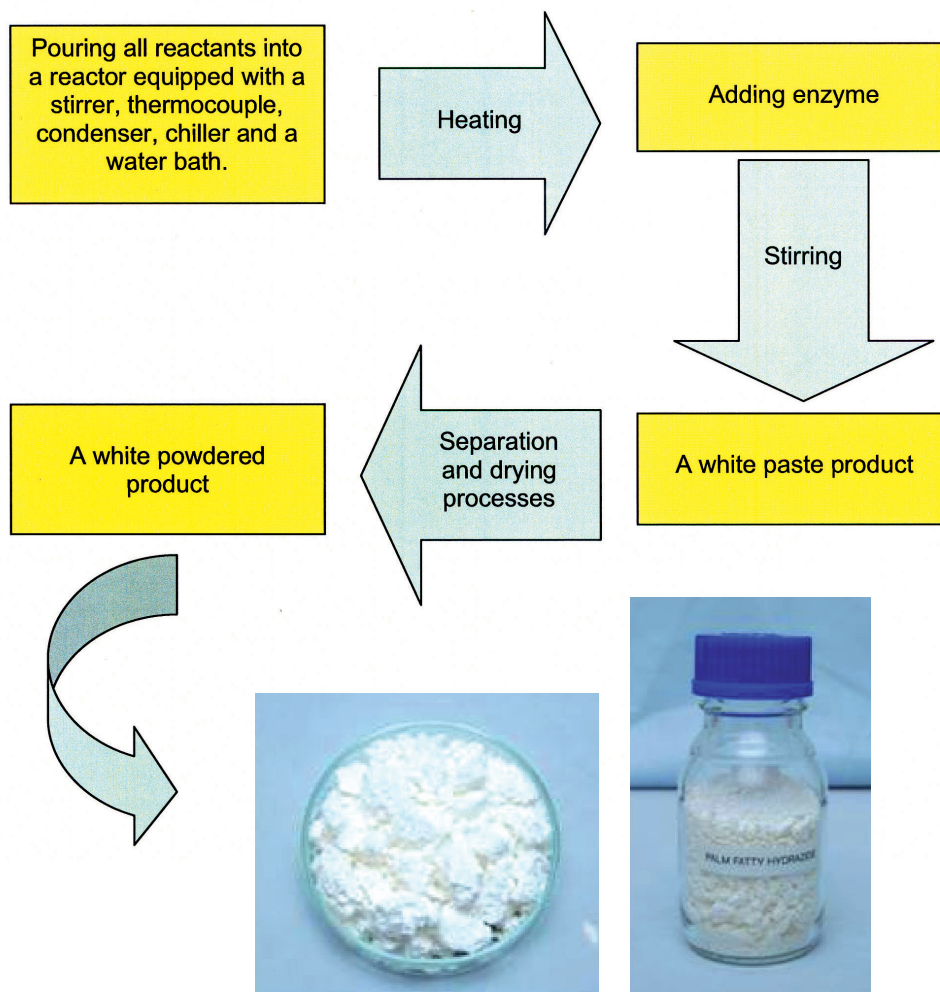 Pouring all reactants into
a reactor equipped with a
stirrer, thermocouple,
condenser, chiller and a
water bath.
Heating
Adding enzyme
Stirring
A white paste product
Separation
and drying
processes
A white powdered
product
PALM FATTY HYDRAZIDE